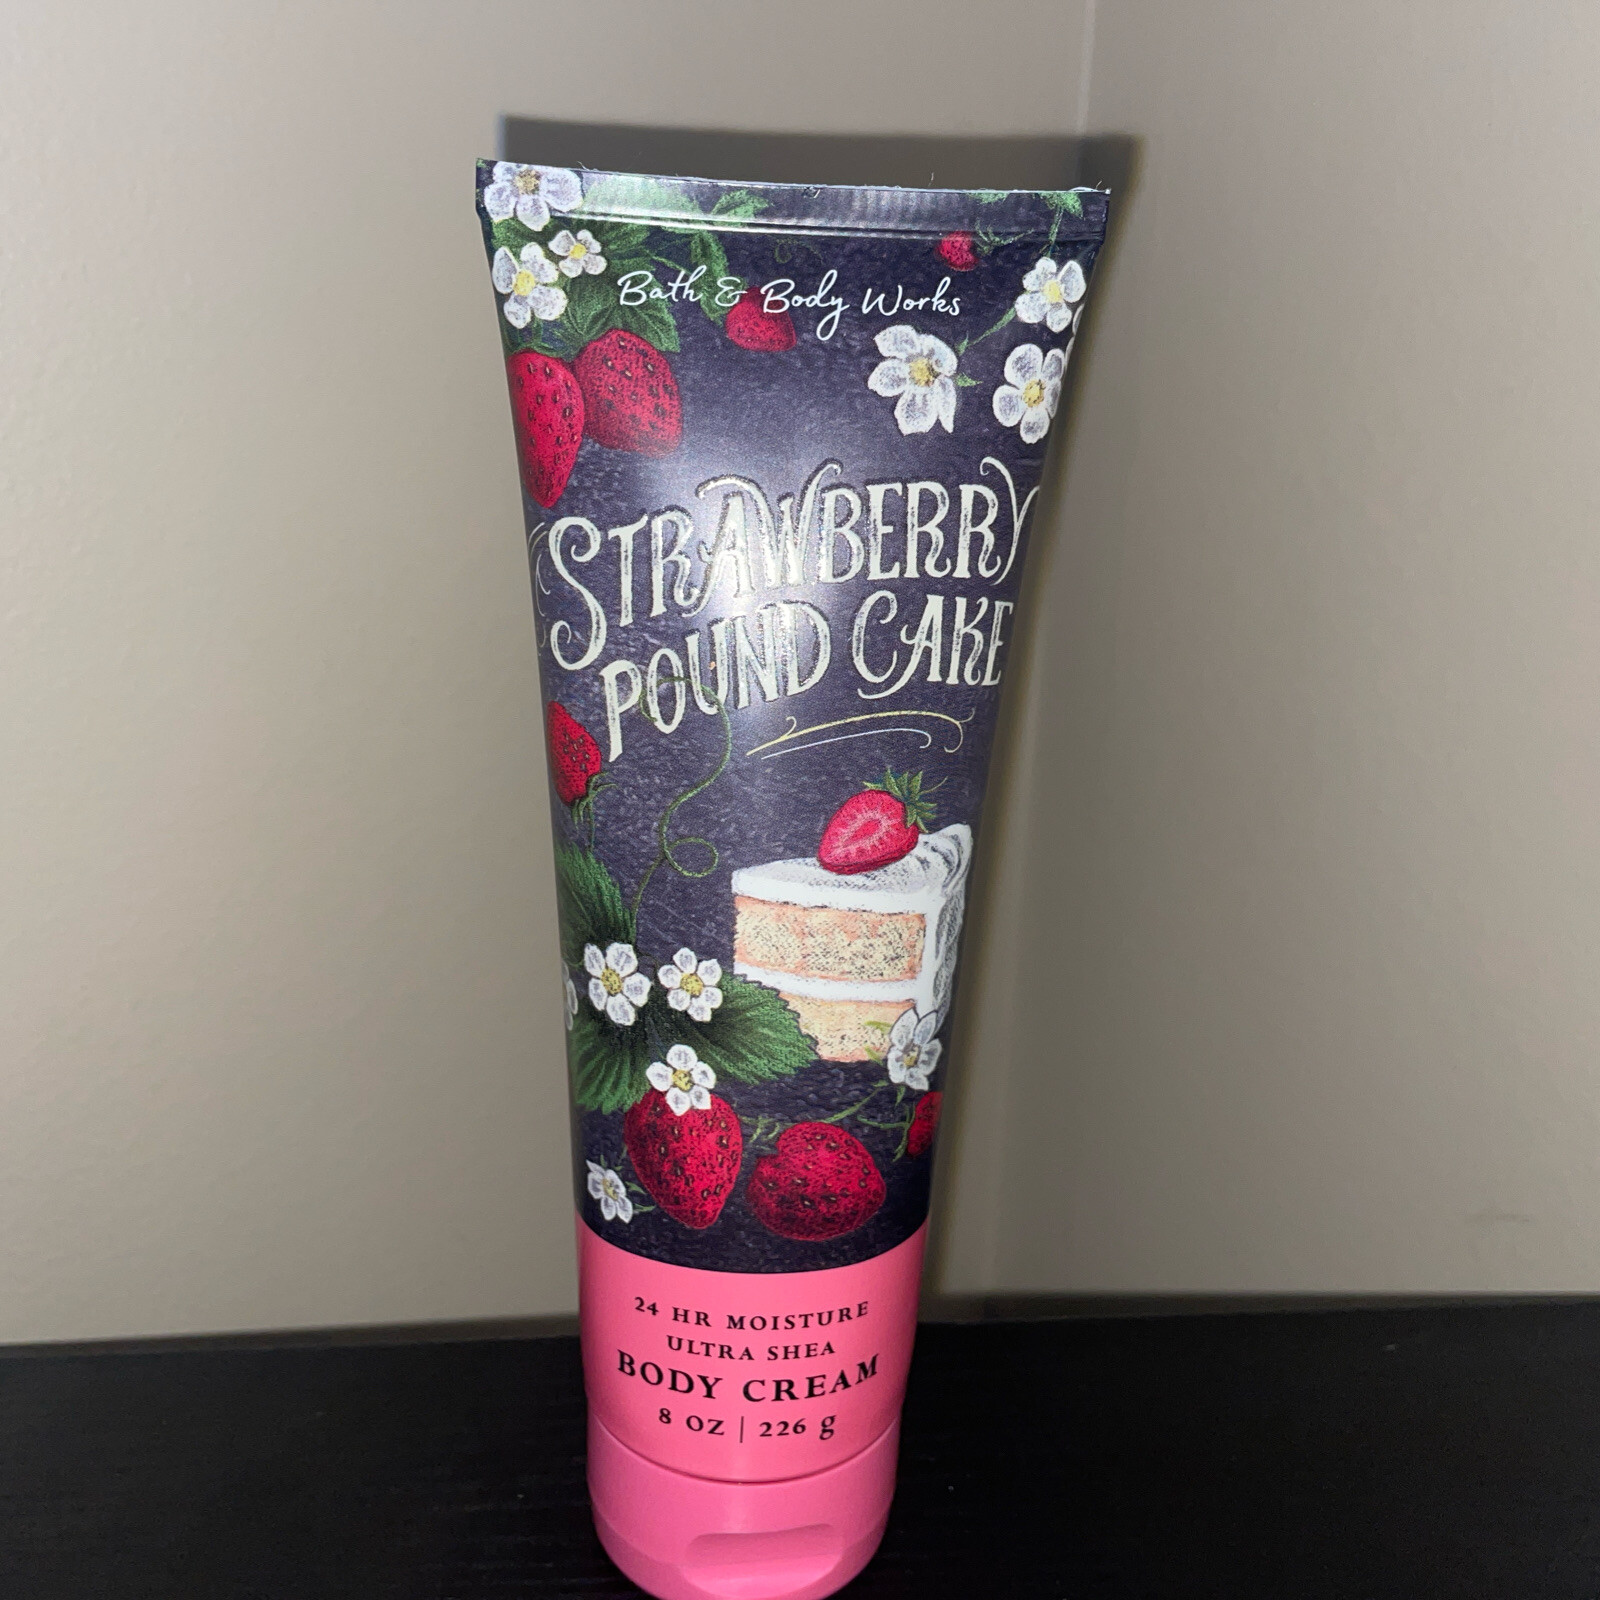 Bath & Body Works
STRAWBERRY
POUND CAKE
24 HR MOISTURE
ULTRA SHEA
BODY CREAM
8 OZ | 226 g